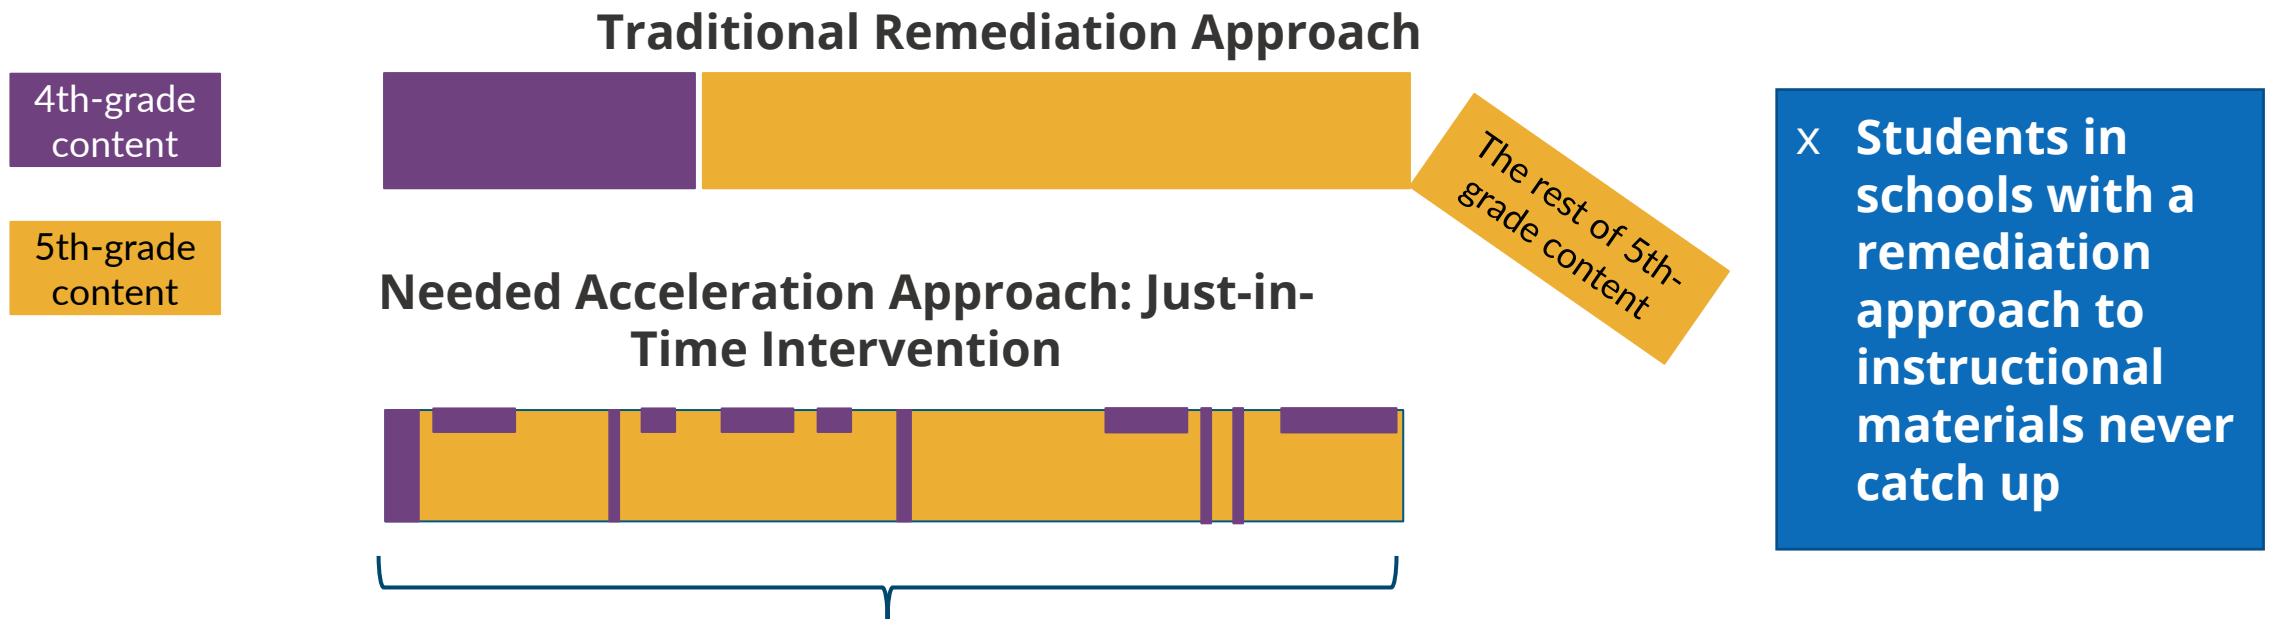 Traditional Remediation Approach
4th-grade
content
5th-grade
content
The rest of 5th-
grade content
Needed Acceleration Approach: Just-in-
Time Intervention
x Students in
schools with a
remediation
approach to
instructional
materials never
catch up